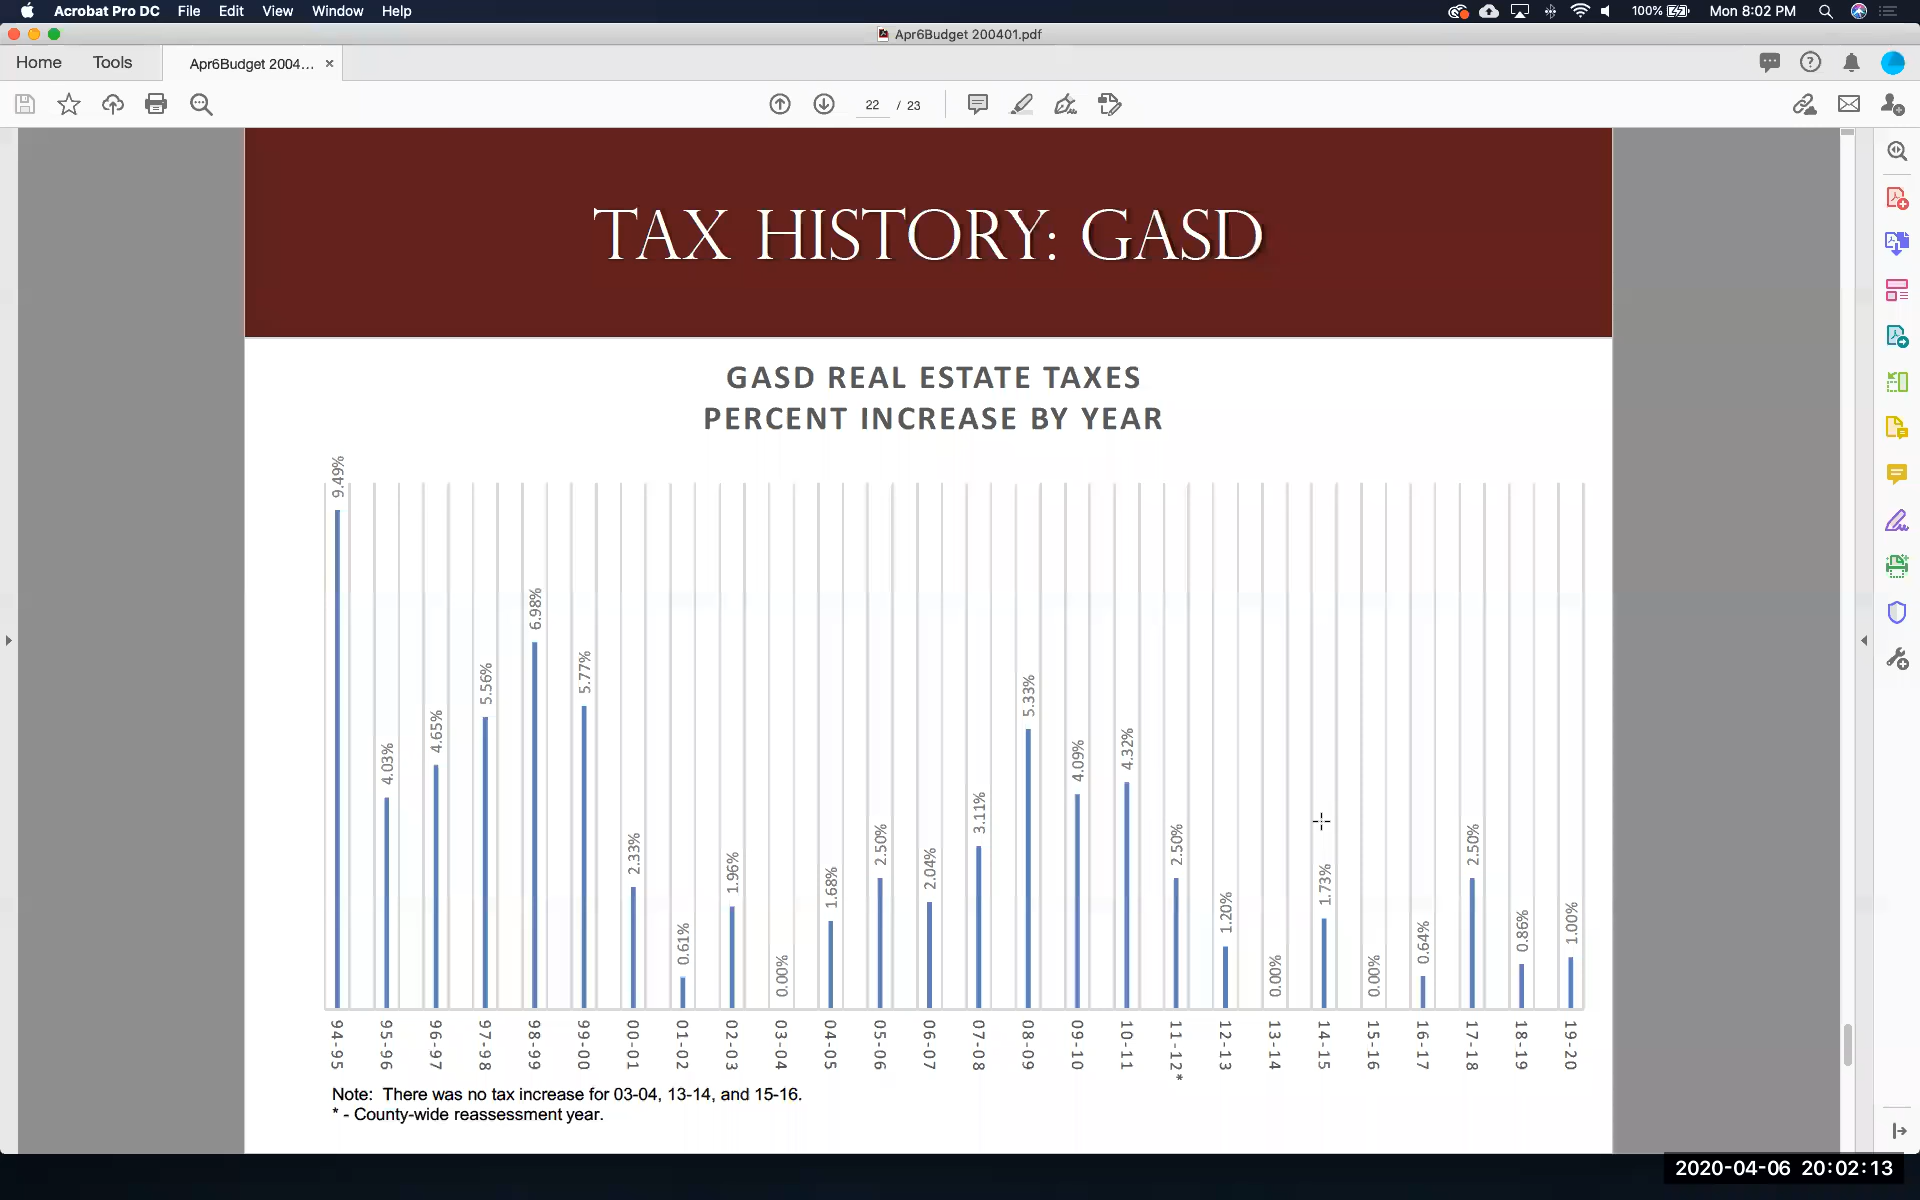 Acrobat Pro DC File Edit View Window Help 100% Mon 8:02 PM
Apr6Budget 200401.pdf
Home Tools Apr6Budget 2004... ×
22 / 23
TAX HISTORY: GASD
GASD REAL ESTATE TAXES
PERCENT INCREASE BY YEAR
9.49% 4.03% 4.65% 5.56% 6.98% 5.77% 2.33% 0.61% 1.96% 0.00% 1.68% 2.50% 2.04% 3.11% 5.33% 4.09% 4.32% 2.50% 1.20% 0.00% 1.73% 0.00% 0.64% 2.50% 0.86% 1.00%
94-95 95-96 96-97 97-98 98-99 99-00 00-01 01-02 02-03 03-04 04-05 05-06 06-07 07-08 08-09 09-10 10-11 11-12* 12-13 13-14 14-15 15-16 16-17 17-18 18-19 19-20
Note: There was no tax increase for 03-04, 13-14, and 15-16.
* - County-wide reassessment year.
2020-04-06 20:02:13